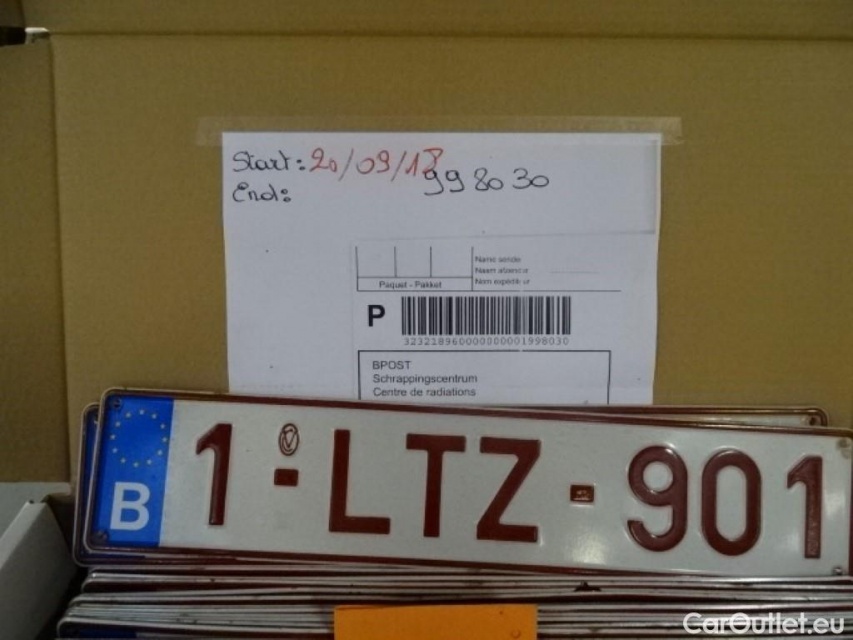 Start: 20/09/18
998030
End:
Name sende
Naam afzender
Nom expéditeur
Paquet - Pakket
P
323218960000000001998030
BPOST
Schrappingscentrum
Centre de radiations
B 1-LTZ-901
CarOutlet.eu